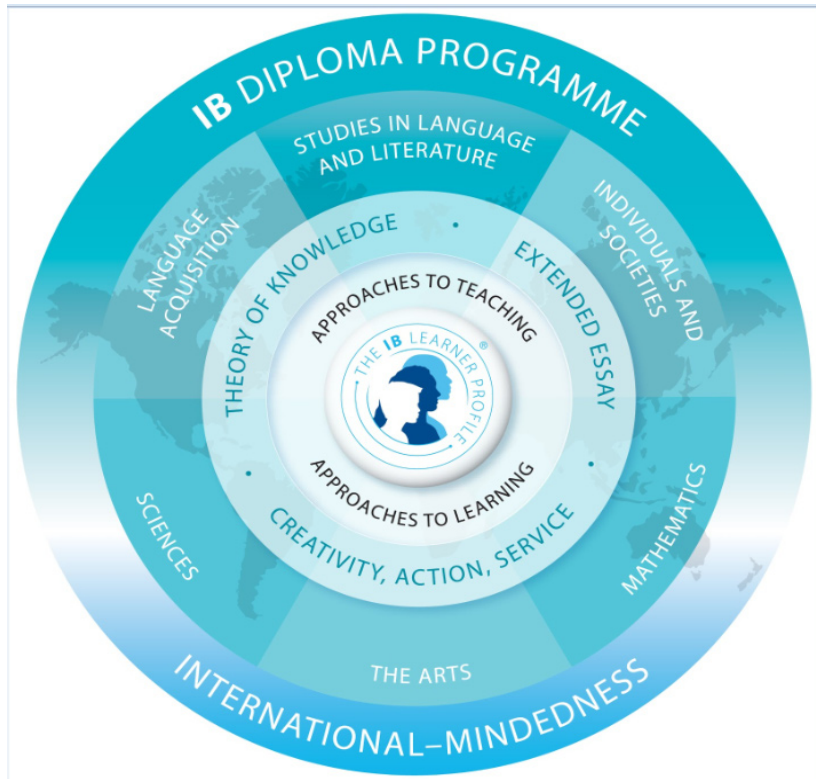 IB DIPLOMA PROGRAMME
STUDIES IN LANGUAGE
AND LITERATURE
LANGUAGE
ACQUISITION
INDIVIDUALS AND
SOCIETIES
THEORY OF KNOWLEDGE
·
EXTENDED ESSAY
APPROACHES TO TEACHING
· THE IB LEARNER PROFILE ·
®
APPROACHES TO LEARNING
·
CREATIVITY, ACTION, SERVICE
·
SCIENCES
MATHEMATICS
THE ARTS
INTERNATIONAL–MINDEDNESS